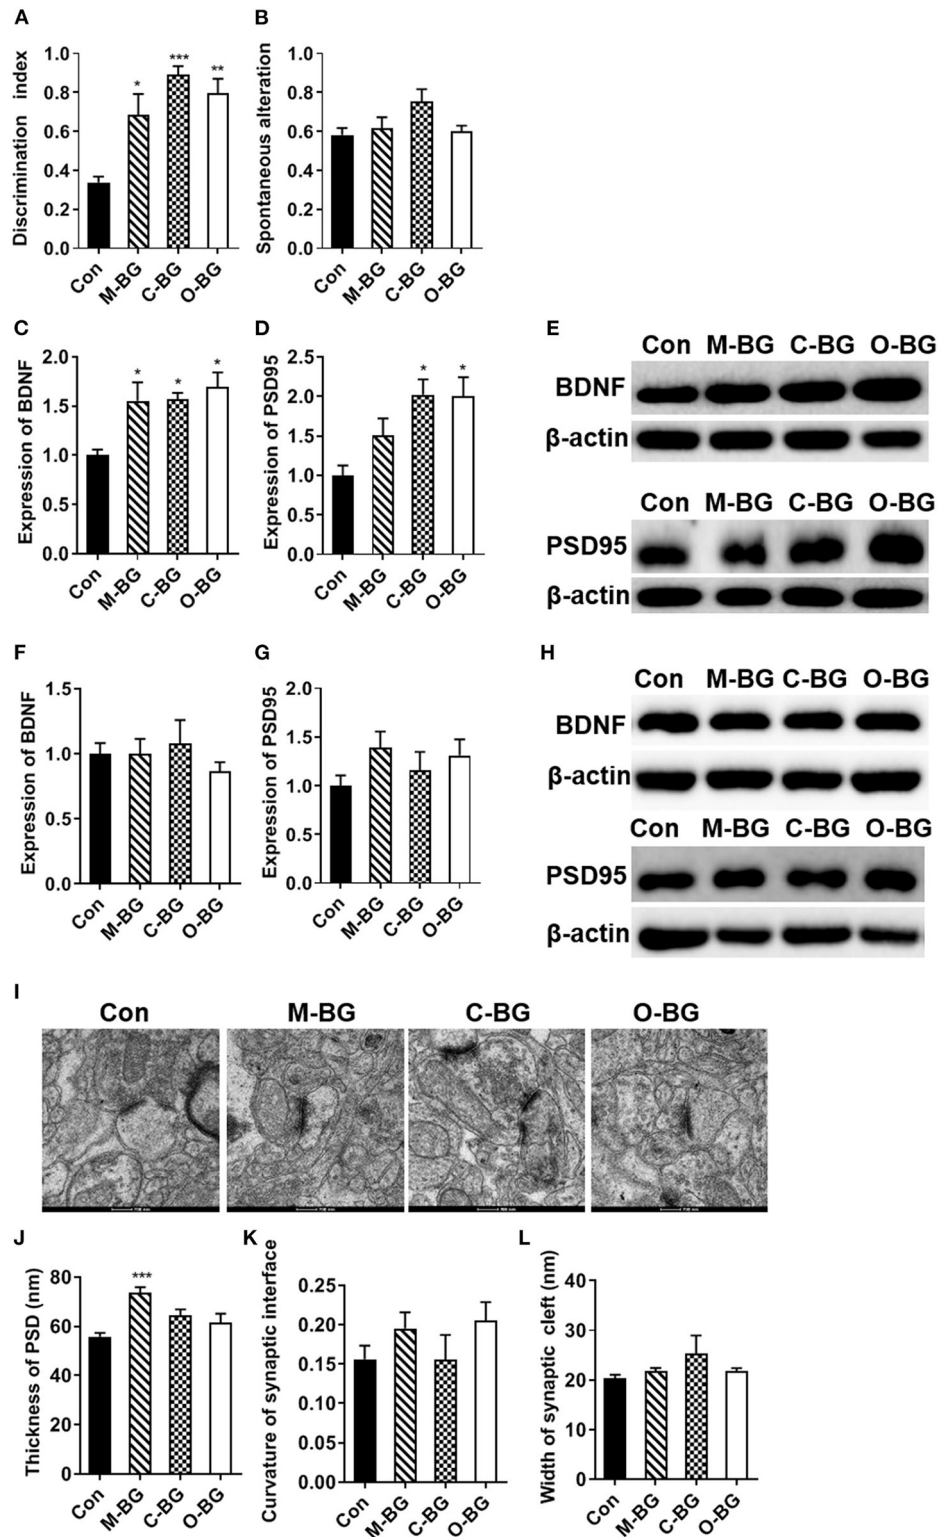 A
Discrimination index
1.0
0.8
0.6
0.4
0.2
0.0
*
***
**
Con
M-BG
C-BG
O-BG
B
Spontaneous alteration
1.0
0.8
0.6
0.4
0.2
0.0
Con
M-BG
C-BG
O-BG
C
Expression of BDNF
2.0
1.5
1.0
0.5
0.0
*
*
*
Con
M-BG
C-BG
O-BG
D
Expression of PSD95
2.5
2.0
1.5
1.0
0.5
0.0
*
*
Con
M-BG
C-BG
O-BG
E
Con M-BG C-BG O-BG
BDNF
β-actin
Con M-BG C-BG O-BG
PSD95
β-actin
F
Expression of BDNF
1.5
1.0
0.5
0.0
Con
M-BG
C-BG
O-BG
G
Expression of PSD95
2.0
1.5
1.0
0.5
0.0
Con
M-BG
C-BG
O-BG
H
Con M-BG C-BG O-BG
BDNF
β-actin
Con M-BG C-BG O-BG
PSD95
β-actin
I
Con M-BG C-BG O-BG
J
Thickness of PSD (nm)
80
60
40
20
0
***
Con
M-BG
C-BG
O-BG
K
Curvature of synaptic interface
0.25
0.20
0.15
0.10
0.05
0.00
Con
M-BG
C-BG
O-BG
L
Width of synaptic cleft (nm)
40
30
20
10
0
Con
M-BG
C-BG
O-BG